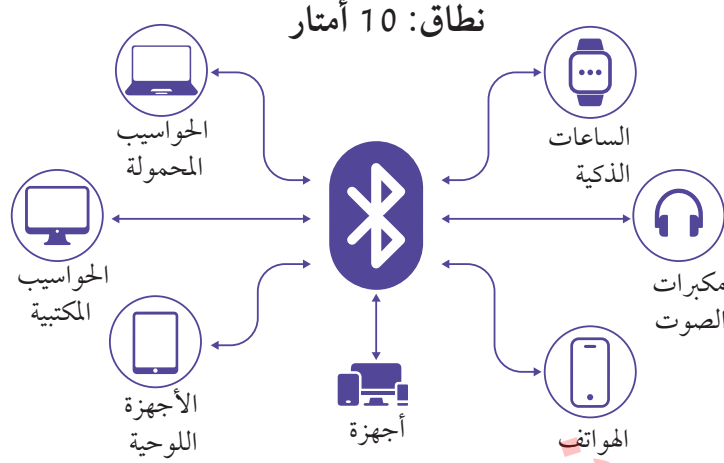 نطاق: 10 أمتار
الساعات
الذكية
الحواسيب
المحمولة
مكبرات
الصوت
الحواسيب
المكتبية
الهواتف
أجهزة
الأجهزة
اللوحية